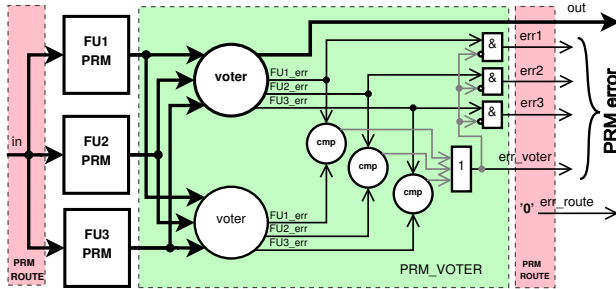 out
FU1
PRM
voter
FU1_err
FU2_err
FU3_err
&
err1
&
err2
&
err3
in
FU2
PRM
cmp
cmp
cmp
1
err_voter
PRM error
FU3
PRM
voter
FU1_err
FU2_err
FU3_err
'0'
err_route
PRM
ROUTE
PRM_VOTER
PRM
ROUTE